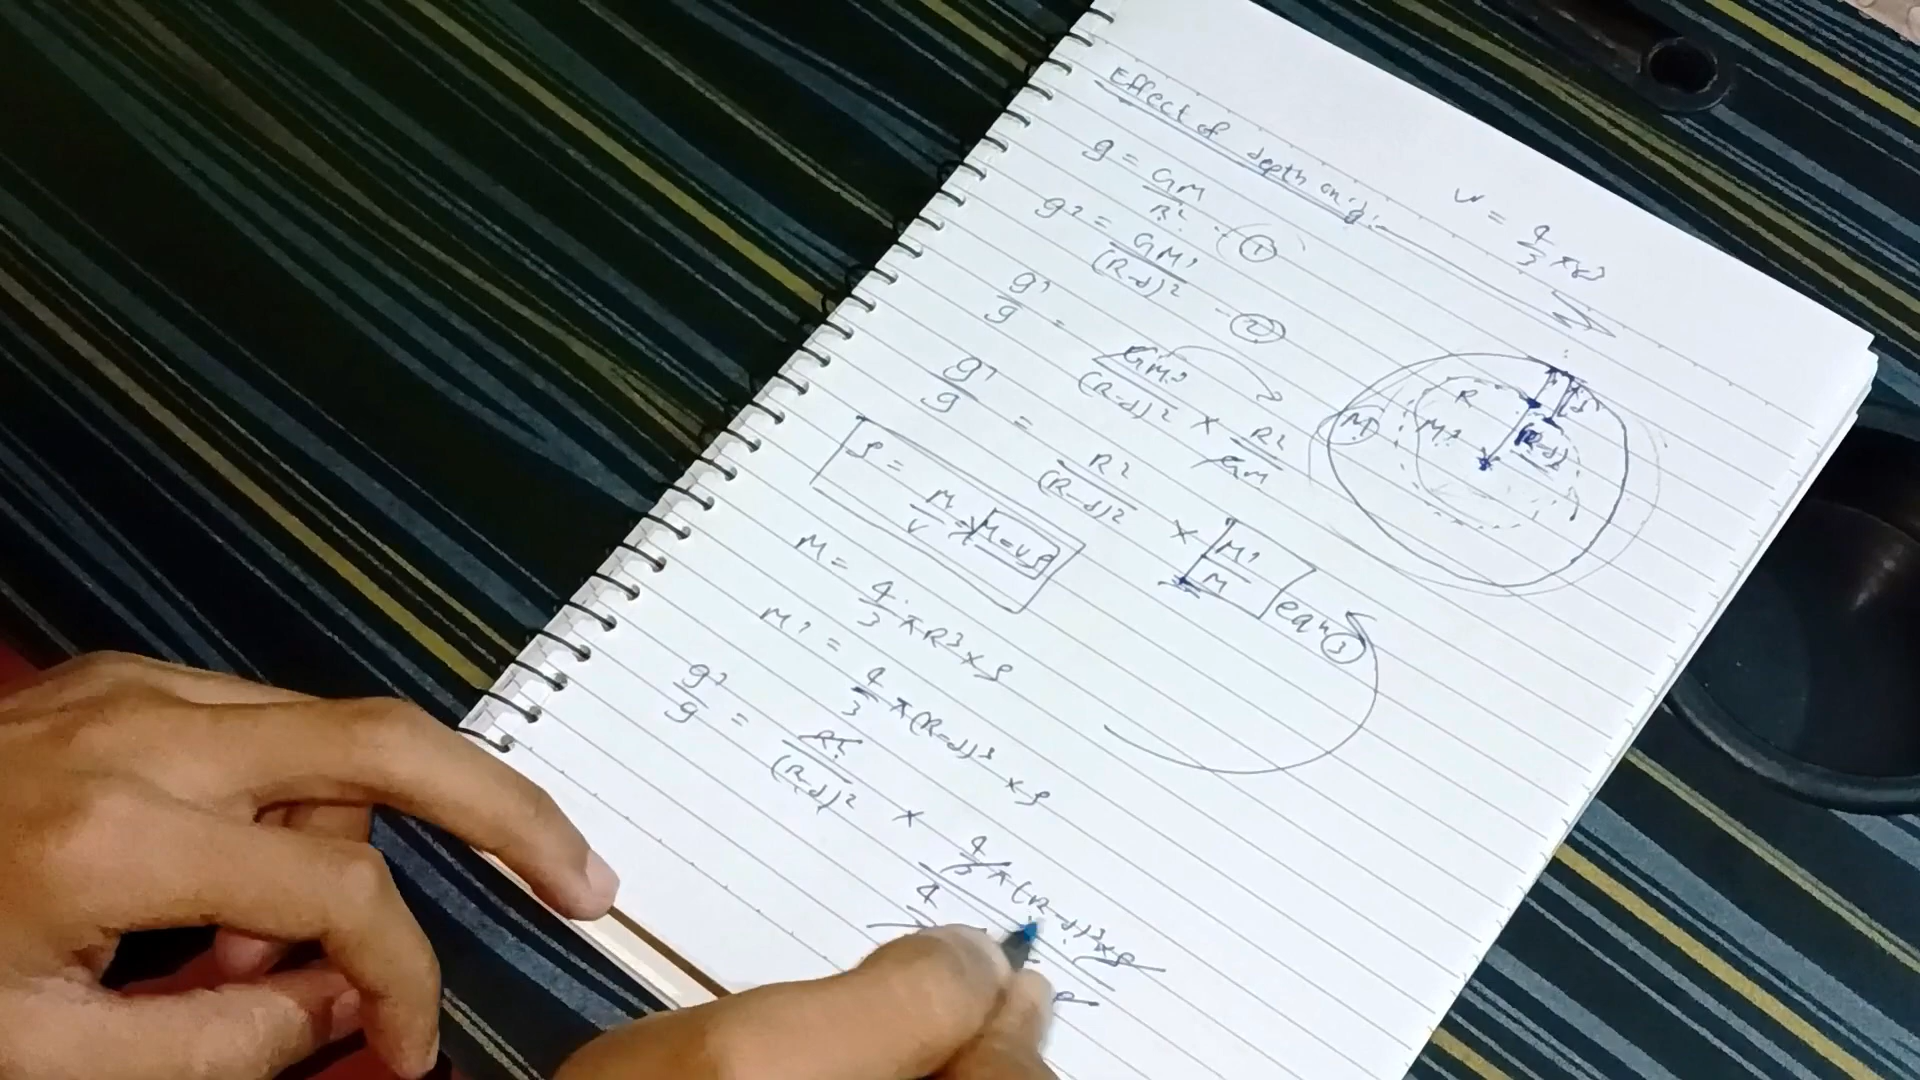 Effect of depth on 'g':
V = 4/3 πr³
g = GM/R² - (1)
g' = GM'/(R-d)² - (2)
g'/g = GM'/(R-d)² × R²/GM
g'/g = R²/(R-d)² × M'/M eqn (3)
ρ = M/V ⇒ M = Vρ
M = 4/3 πR³ × ρ
M' = 4/3 π(R-d)³ × ρ
g'/g = R²/(R-d)² × 4/3 π(R-d)³ × ρ
4 ρ
R
d
M
M'
(R-d)